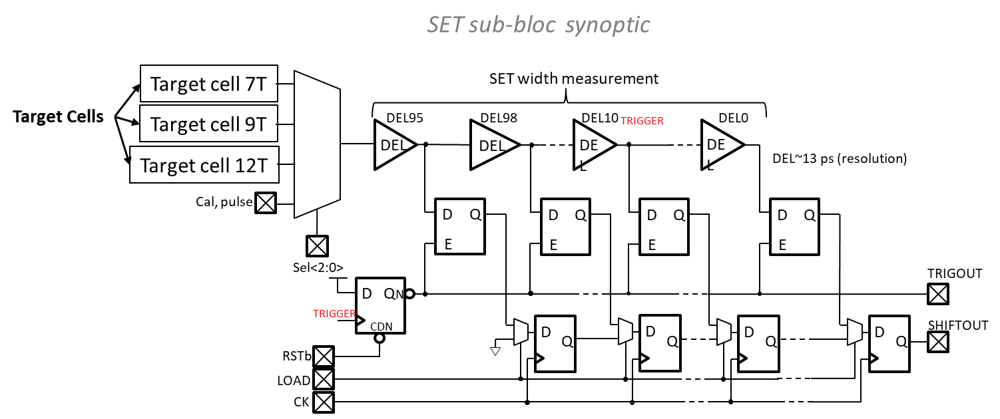 SET sub-bloc synoptic
SET width measurement
Target Cells
Target cell 7T
Target cell 9T
Target cell 12T
Cal, pulse
Sel<2:0>
DEL95
DEL98
DEL10
TRIGGER
DEL0
DEL
DEL
DE
L
DE
L
DEL~13 ps (resolution)
D Q
E
D Q
E
D Q
E
D Q
E
D QN
TRIGGER
CDN
TRIGOUT
D
Q
D
Q
D
Q
D
Q
SHIFTOUT
RSTb
LOAD
CK